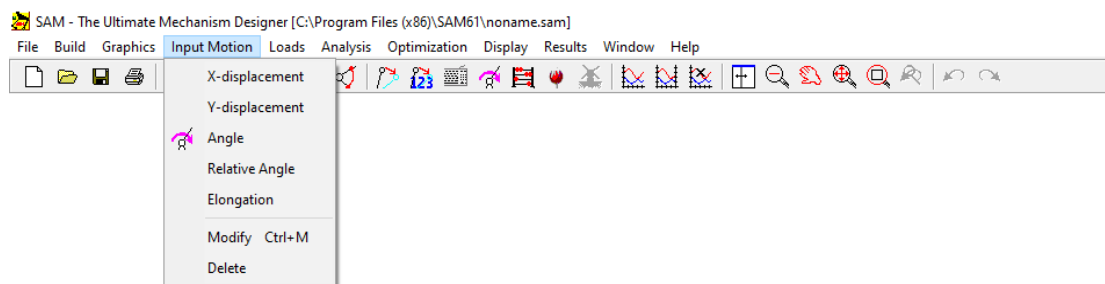 SAM - The Ultimate Mechanism Designer [C:\Program Files (x86)\SAM61\noname.sam]
File Build Graphics Input Motion Loads Analysis Optimization Display Results Window Help
123
X-displacement
Y-displacement
Angle
Relative Angle
Elongation
Modify Ctrl+M
Delete